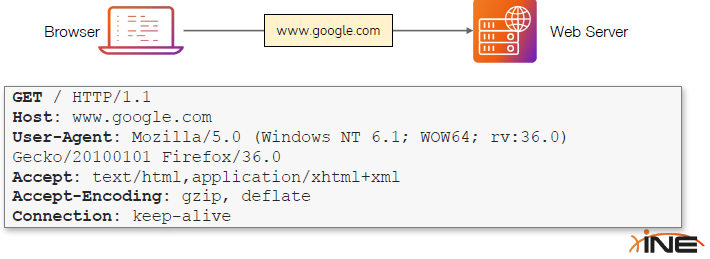 Browser
www.google.com
Web Server
GET / HTTP/1.1
Host: www.google.com
User-Agent: Mozilla/5.0 (Windows NT 6.1; WOW64; rv:36.0)
Gecko/20100101 Firefox/36.0
Accept: text/html,application/xhtml+xml
Accept-Encoding: gzip, deflate
Connection: keep-alive
INE